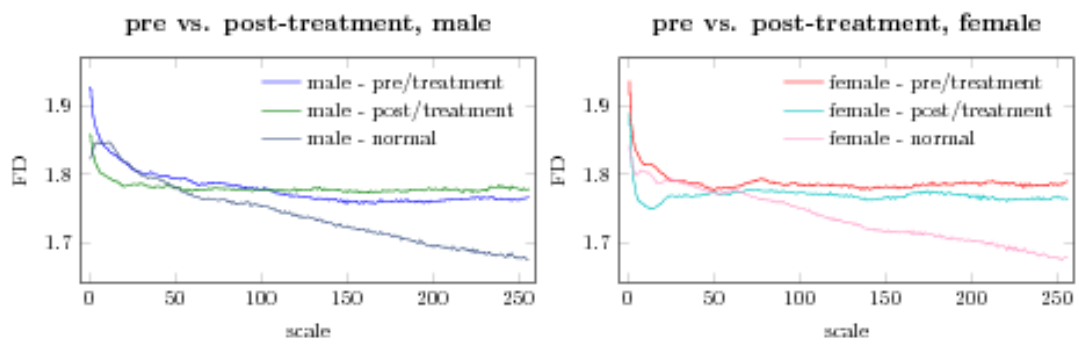 pre vs. post-treatment, male
male - pre/treatment
male - post/treatment
male - normal
FD
1.9
1.8
1.7
0 50 100 150 200 250
scale
pre vs. post-treatment, female
female - pre/treatment
female - post/treatment
female - normal
FD
1.9
1.8
1.7
0 50 100 150 200 250
scale